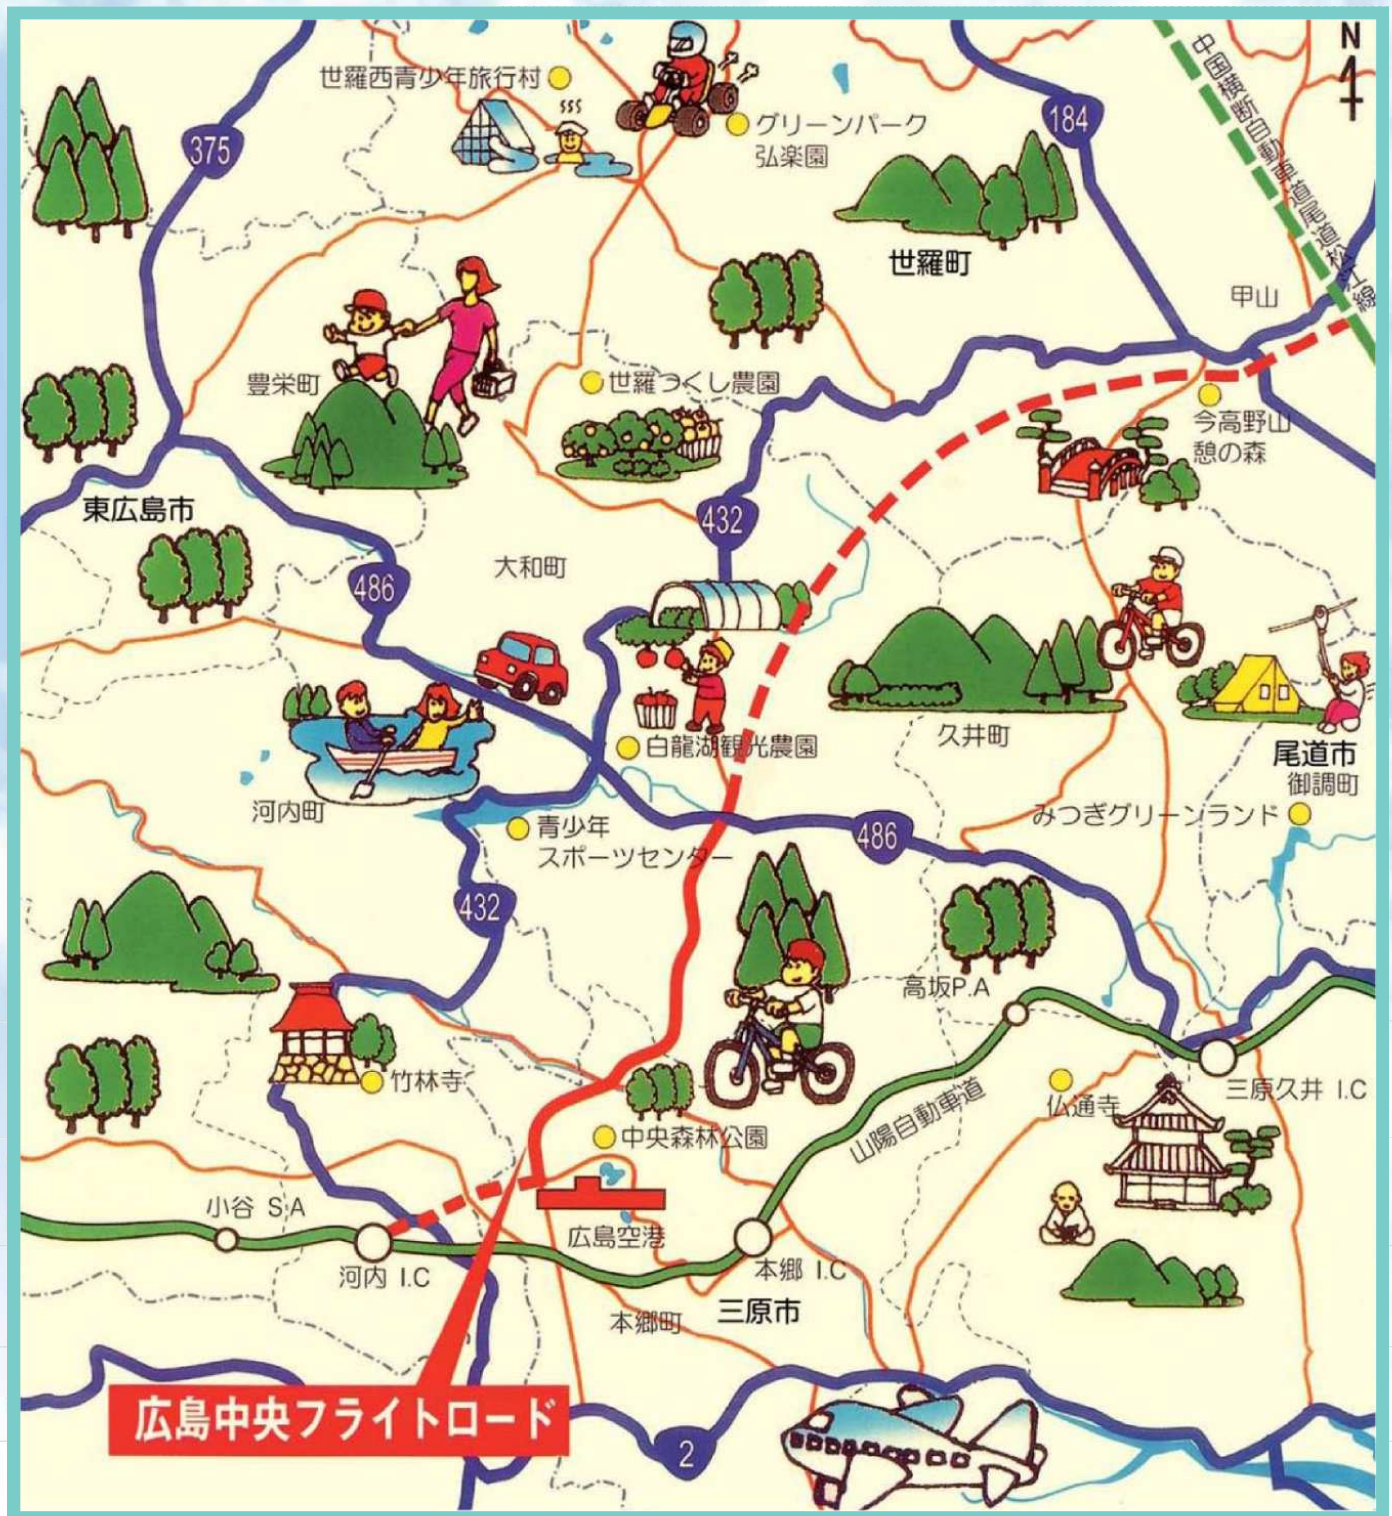 N
世羅西青少年旅行村
グリーンパーク
弘楽園
375
184
中国横断自動車道尾道松江線
世羅町
甲山
豊栄町
世羅つくし農園
今高野山
憩の森
東広島市
432
大和町
486
久井町
白龍湖観光農園
尾道市
御調町
河内町
青少年
スポーツセンター
みつぎグリーンランド
486
432
高坂P.A
竹林寺
仏通寺
三原久井 I.C
中央森林公園
山陽自動車道
小谷 S.A
広島空港
河内 I.C
本郷 I.C
本郷町
三原市
広島中央フライトロード
2